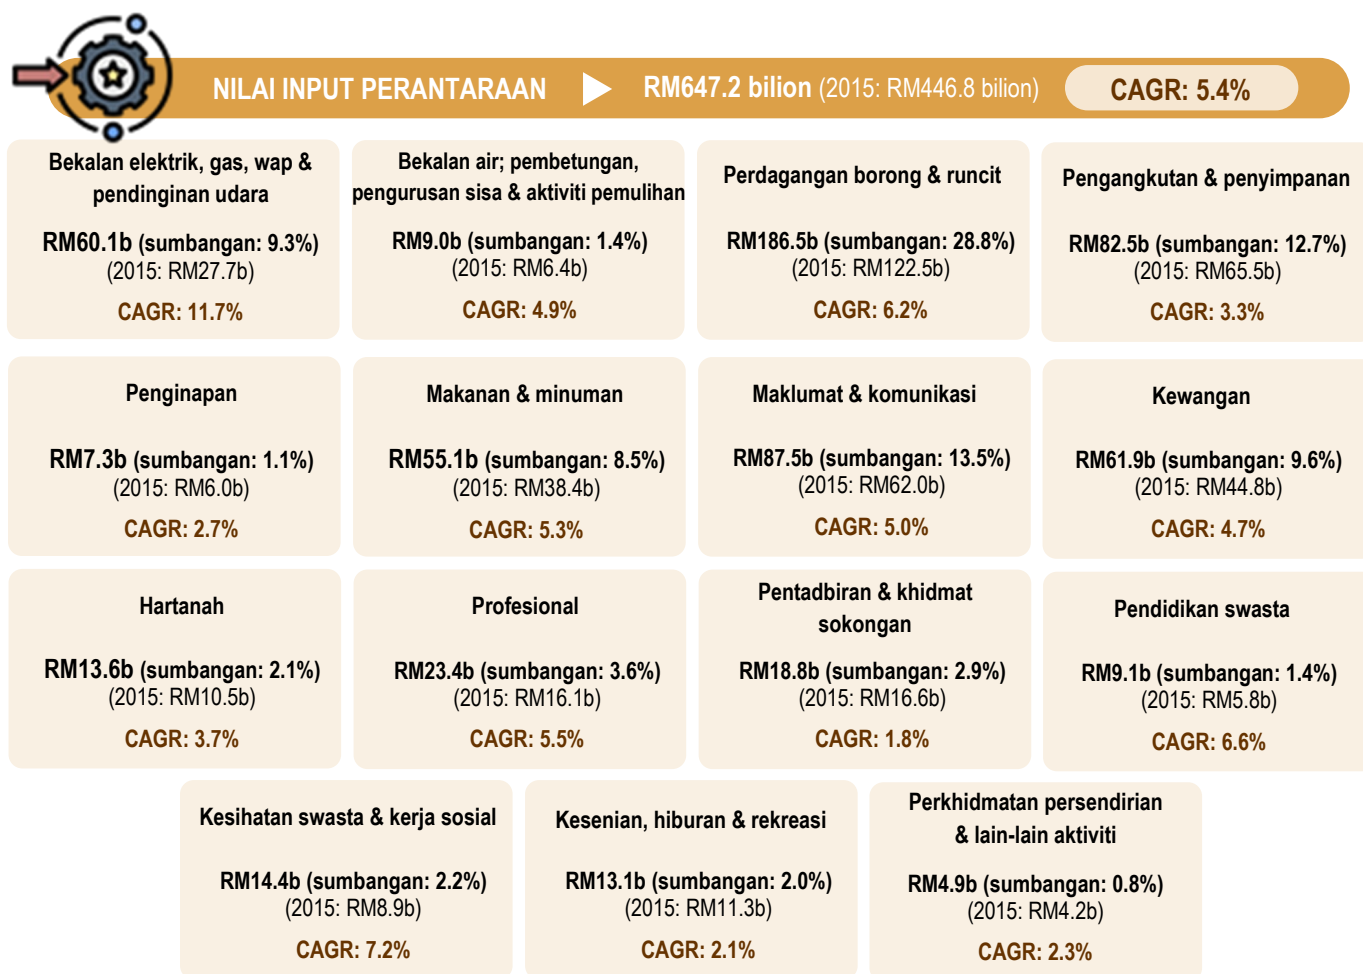 NILAI INPUT PERANTARAAN RM647.2 bilion (2015: RM446.8 bilion) CAGR: 5.4%
Bekalan elektrik, gas, wap &
pendinginan udara
RM60.1b (sumbangan: 9.3%)
(2015: RM27.7b)
CAGR: 11.7%
Bekalan air; pembetungan,
pengurusan sisa & aktiviti pemulihan
RM9.0b (sumbangan: 1.4%)
(2015: RM6.4b)
CAGR: 4.9%
Perdagangan borong & runcit
RM186.5b (sumbangan: 28.8%)
(2015: RM122.5b)
CAGR: 6.2%
Pengangkutan & penyimpanan
RM82.5b (sumbangan: 12.7%)
(2015: RM65.5b)
CAGR: 3.3%
Penginapan
RM7.3b (sumbangan: 1.1%)
(2015: RM6.0b)
CAGR: 2.7%
Makanan & minuman
RM55.1b (sumbangan: 8.5%)
(2015: RM38.4b)
CAGR: 5.3%
Maklumat & komunikasi
RM87.5b (sumbangan: 13.5%)
(2015: RM62.0b)
CAGR: 5.0%
Kewangan
RM61.9b (sumbangan: 9.6%)
(2015: RM44.8b)
CAGR: 4.7%
Hartanah
RM13.6b (sumbangan: 2.1%)
(2015: RM10.5b)
CAGR: 3.7%
Profesional
RM23.4b (sumbangan: 3.6%)
(2015: RM16.1b)
CAGR: 5.5%
Pentadbiran & khidmat
sokongan
RM18.8b (sumbangan: 2.9%)
(2015: RM16.6b)
CAGR: 1.8%
Pendidikan swasta
RM9.1b (sumbangan: 1.4%)
(2015: RM5.8b)
CAGR: 6.6%
Kesihatan swasta & kerja sosial
RM14.4b (sumbangan: 2.2%)
(2015: RM8.9b)
CAGR: 7.2%
Kesenian, hiburan & rekreasi
RM13.1b (sumbangan: 2.0%)
(2015: RM11.3b)
CAGR: 2.1%
Perkhidmatan persendirian
& lain-lain aktiviti
RM4.9b (sumbangan: 0.8%)
(2015: RM4.2b)
CAGR: 2.3%